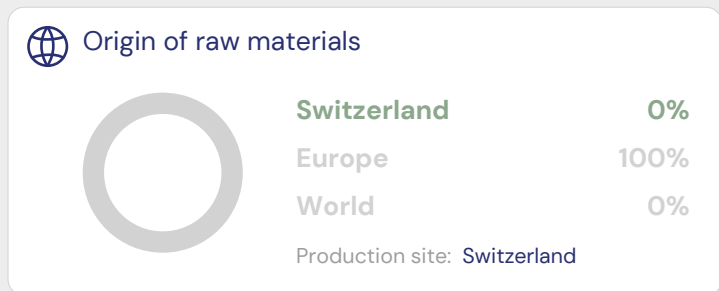 Origin of raw materials
Switzerland 0%
Europe 100%
World 0%
Production site: Switzerland